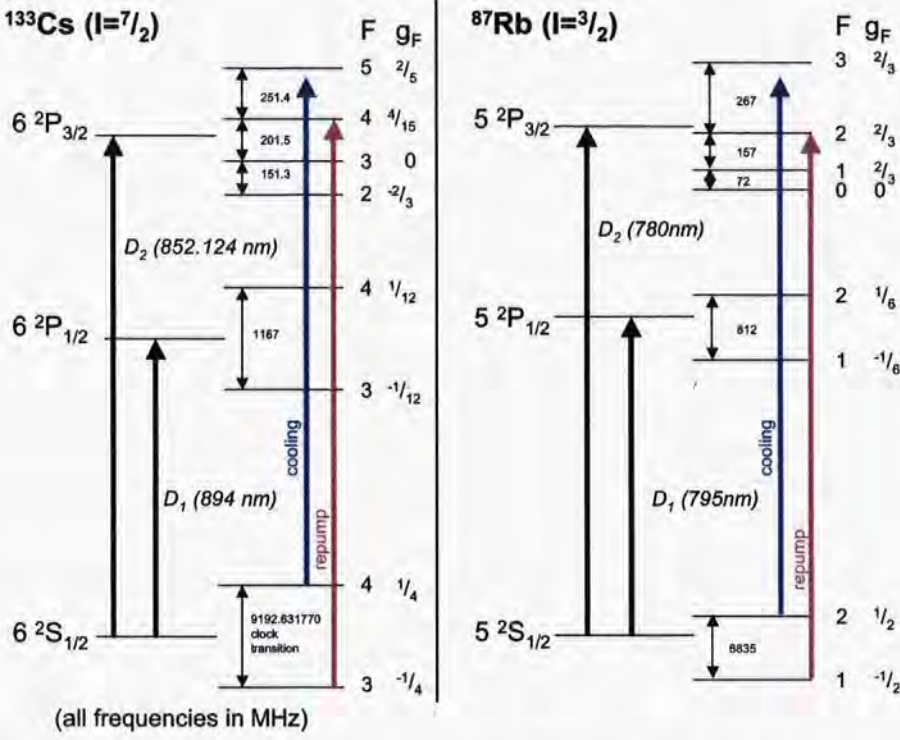 ¹³³Cs (I=⁷/₂)
F g_F
5 ²/₅
251.4
4 ⁴/₁₅
6 ²P₃/₂
201.5
3 0
151.3
2 -²/₃
D₂ (852.124 nm)
4 ¹/₁₂
6 ²P₁/₂
1167
3 -¹/₁₂
cooling
D₁ (894 nm)
repump
4 ¹/₄
9192.631770
clock
transition
6 ²S₁/₂
3 -¹/₄
(all frequencies in MHz)
⁸⁷Rb (I=³/₂)
F g_F
3 ²/₃
267
5 ²P₃/₂
2 ²/₃
157
1 ²/₃
72
0 0
D₂ (780nm)
2 ¹/₆
5 ²P₁/₂
812
1 -¹/₆
cooling
D₁ (795nm)
repump
2 ¹/₂
5 ²S₁/₂
6835
1 -¹/₂